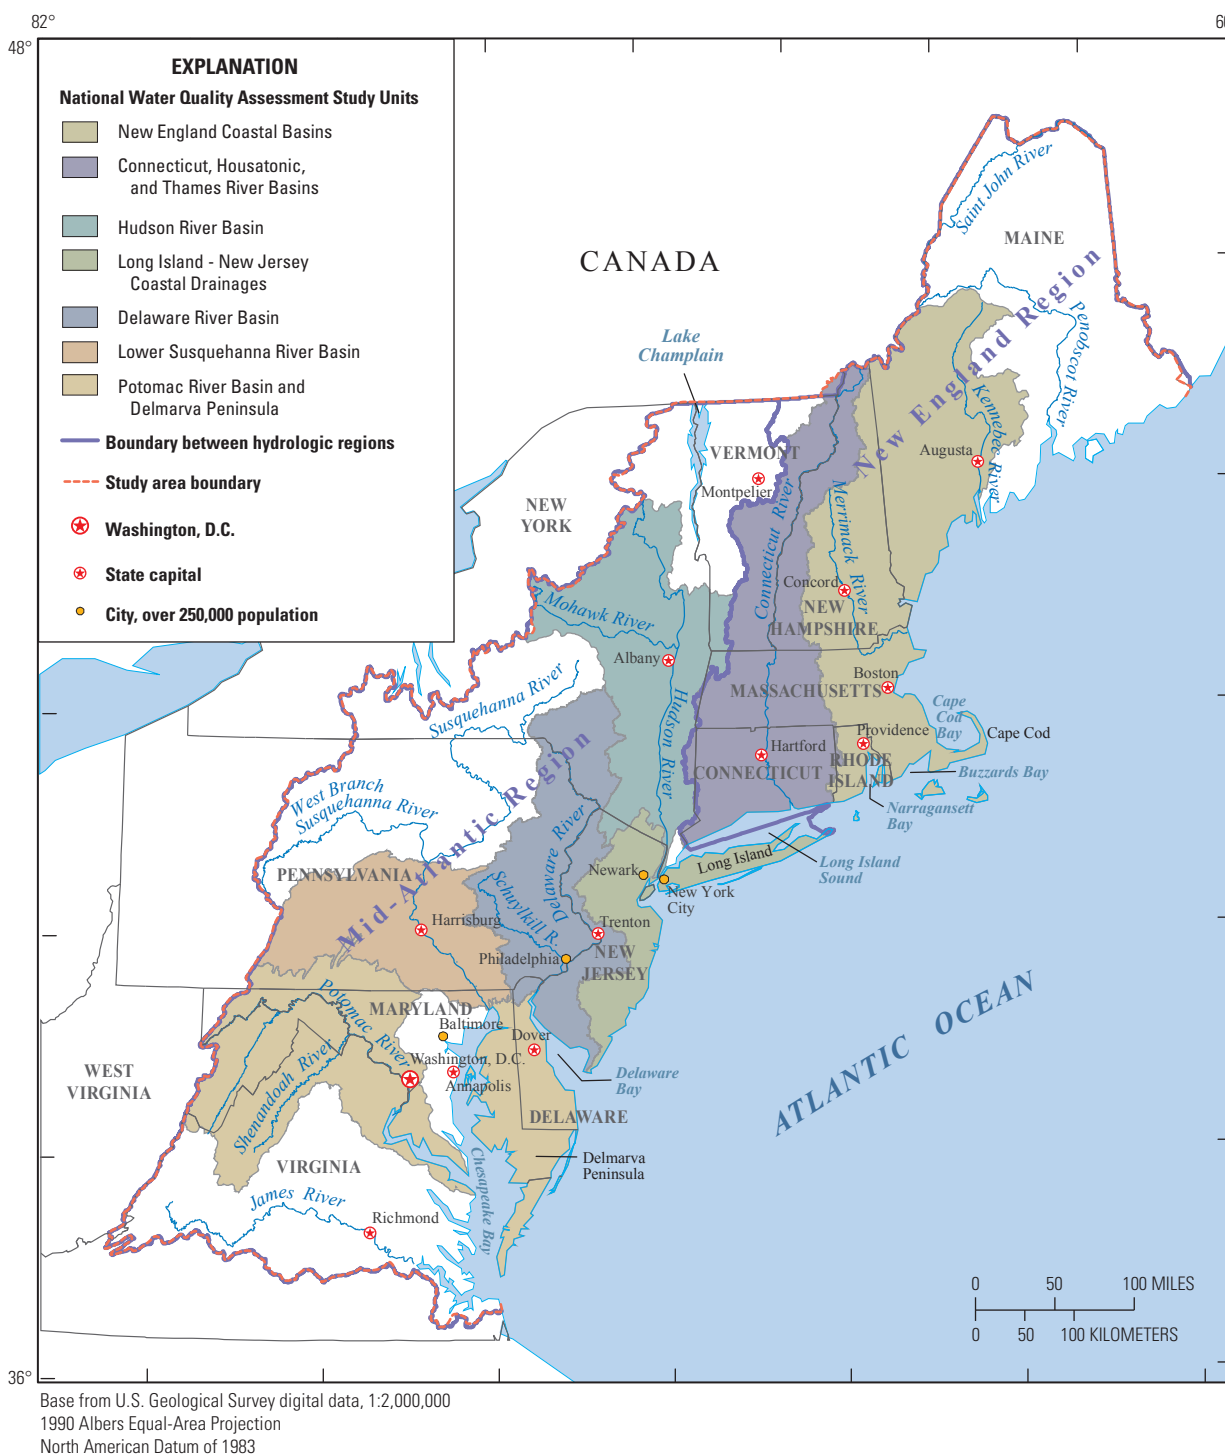 82°
6
48°
EXPLANATION
National Water Quality Assessment Study Units
New England Coastal Basins
Connecticut, Housatonic,
and Thames River Basins
Hudson River Basin
Long Island - New Jersey
Coastal Drainages
Delaware River Basin
Lower Susquehanna River Basin
Potomac River Basin and
Delmarva Peninsula
Boundary between hydrologic regions
Study area boundary
Washington, D.C.
State capital
City, over 250,000 population
CANADA
Saint John River
MAINE
New England Region
Penobscot River
Kennebec River
Augusta
Lake
Champlain
VERMONT
Montpelier
NEW
YORK
Connecticut River
Merrimack River
Concord
NEW
HAMPSHIRE
Mohawk River
Albany
Hudson River
MASSACHUSETTS
Boston
Cape
Cod
Bay
Cape Cod
Providence
RHODE
ISLAND
Hartford
CONNECTICUT
Buzzards Bay
Narragansett
Bay
Long Island
Long Island
Sound
Susquehanna River
West Branch
Susquehanna River
Mid-Atlantic Region
PENNSYLVANIA
Delaware River
Schuylkill R.
Newark
New York
City
Harrisburg
Trenton
NEW
JERSEY
Philadelphia
MARYLAND
Baltimore
Potomac River
Dover
Washington, D.C.
Annapolis
Delaware
Bay
WEST
VIRGINIA
Shenandoah River
DELAWARE
Delmarva
Peninsula
Chesapeake Bay
VIRGINIA
James River
Richmond
ATLANTIC OCEAN
0 50 100 MILES
0 50 100 KILOMETERS
36°
Base from U.S. Geological Survey digital data, 1:2,000,000
1990 Albers Equal-Area Projection
North American Datum of 1983